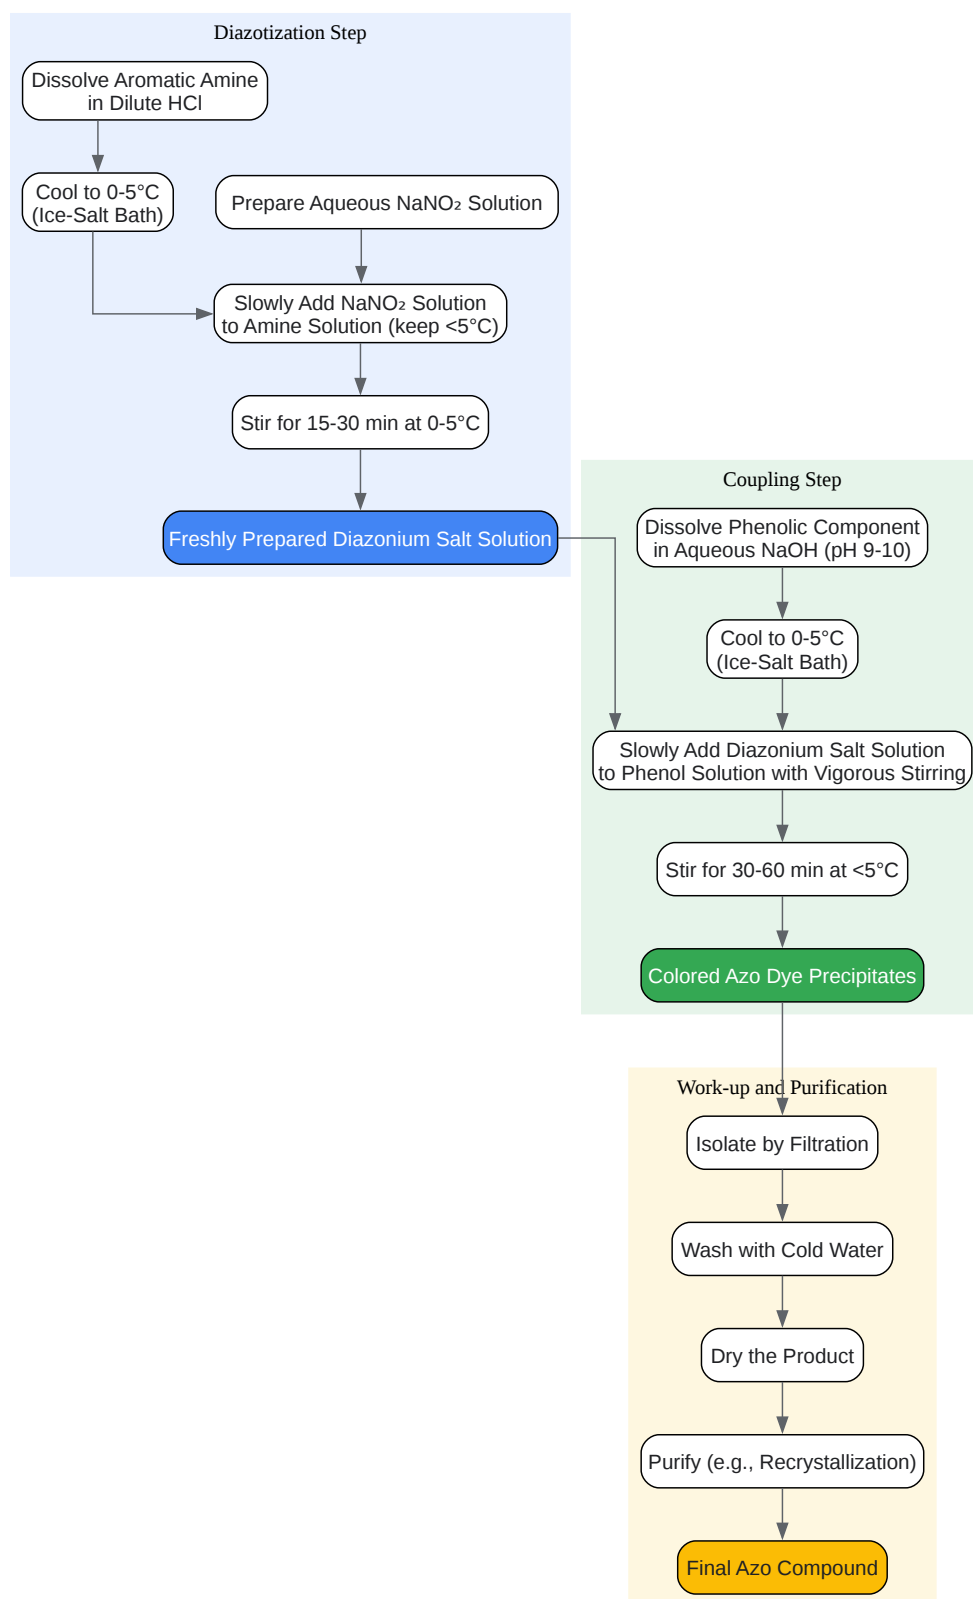 Diazotization Step
Dissolve Aromatic Amine
in Dilute HCl
Cool to 0-5°C
(Ice-Salt Bath)
Prepare Aqueous NaNO₂ Solution
Slowly Add NaNO₂ Solution
to Amine Solution (keep <5°C)
Stir for 15-30 min at 0-5°C
Freshly Prepared Diazonium Salt Solution
Coupling Step
Dissolve Phenolic Component
in Aqueous NaOH (pH 9-10)
Cool to 0-5°C
(Ice-Salt Bath)
Slowly Add Diazonium Salt Solution
to Phenol Solution with Vigorous Stirring
Stir for 30-60 min at <5°C
Colored Azo Dye Precipitates
Work-up and Purification
Isolate by Filtration
Wash with Cold Water
Dry the Product
Purify (e.g., Recrystallization)
Final Azo Compound